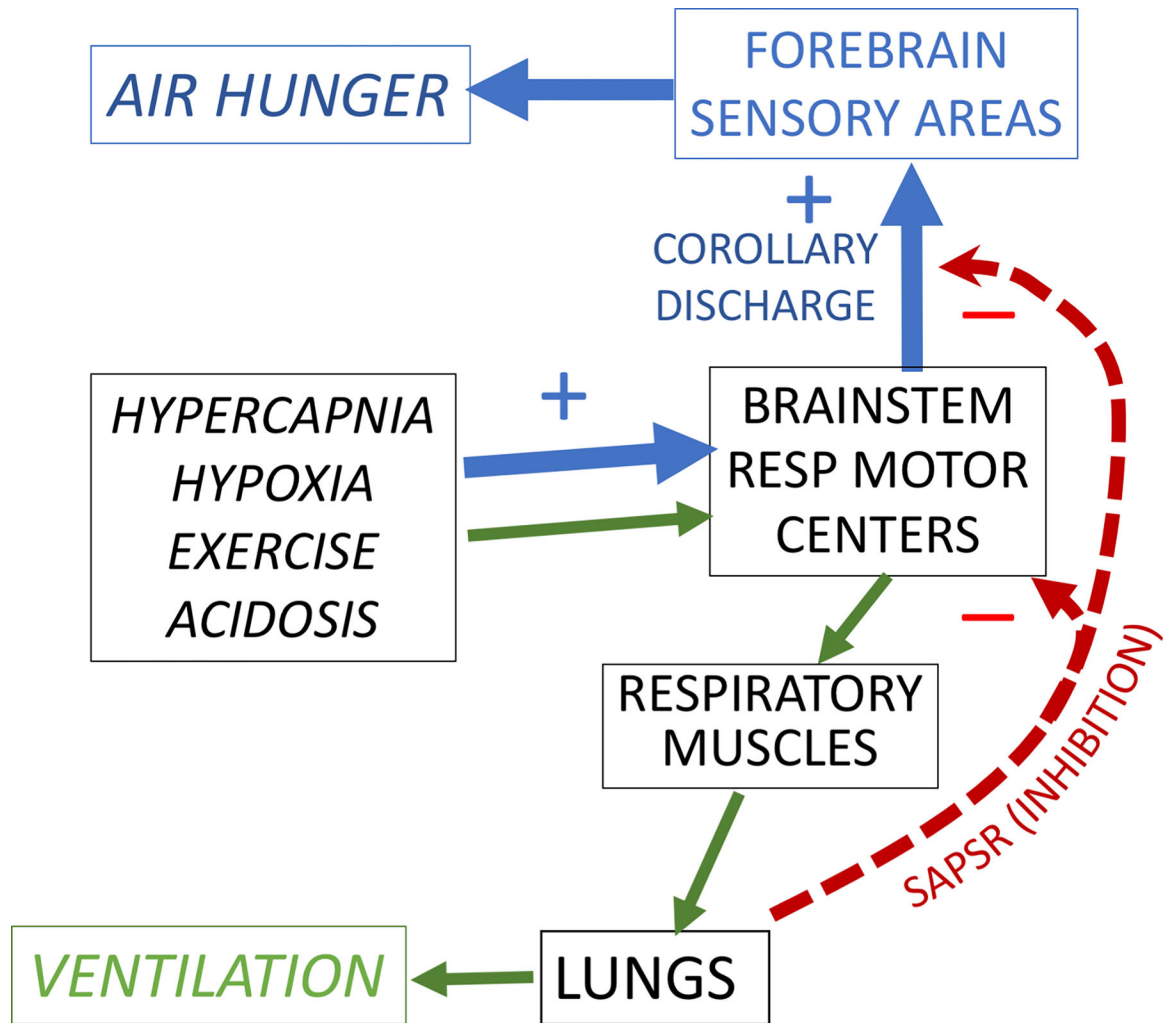 AIR HUNGER
FOREBRAIN
SENSORY AREAS
+
COROLLARY
DISCHARGE
—
HYPERCAPNIA
HYPOXIA
EXERCISE
ACIDOSIS
+
BRAINSTEM
RESP MOTOR
CENTERS
—
RESPIRATORY
MUSCLES
SAPSR (INHIBITION)
LUNGS
VENTILATION